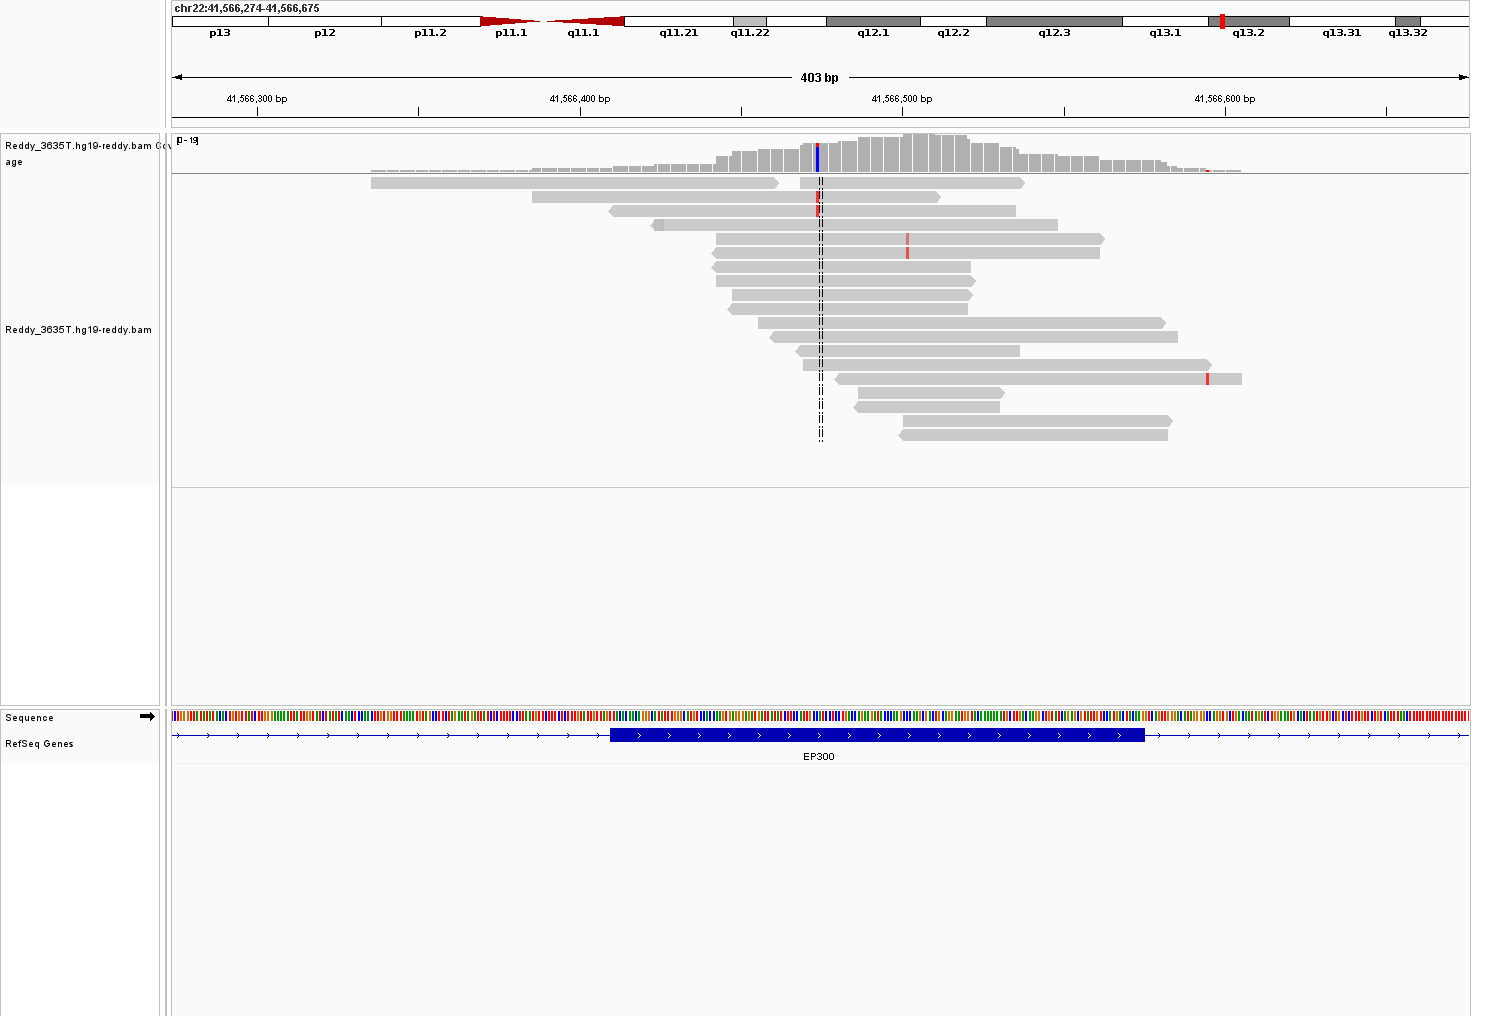 chr22:41,566,274-41,566,675
p13 p12 p11.2 p11.1 q11.1 q11.21 q11.22 q12.1 q12.2 q12.3 q13.1 q13.2 q13.31 q13.32
403 bp
41,566,300 bp 41,566,400 bp 41,566,500 bp 41,566,600 bp
[0 - 19]
Reddy_3635T.hg19-reddy.bam Cov
age
Reddy_3635T.hg19-reddy.bam
Sequence
RefSeq Genes
EP300